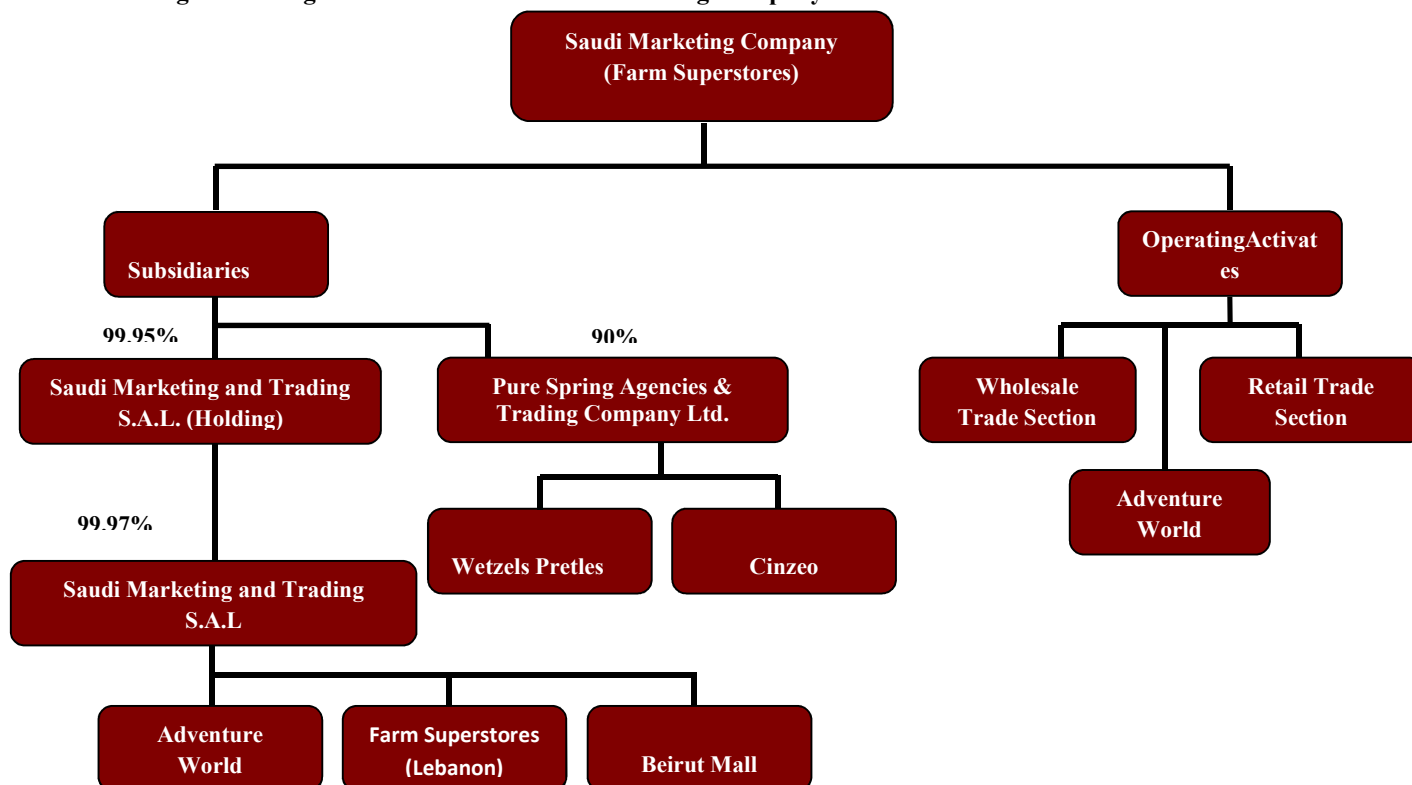 Saudi Marketing Company
(Farm Superstores)
Subsidiaries
OperatingActivat
es
99.95%
90%
Saudi Marketing and Trading
S.A.L. (Holding)
Pure Spring Agencies &
Trading Company Ltd.
Wholesale
Trade Section
Retail Trade
Section
Adventure
World
99.97%
Wetzels Pretles
Cinzeo
Saudi Marketing and Trading
S.A.L
Adventure
World
Farm Superstores
(Lebanon)
Beirut Mall